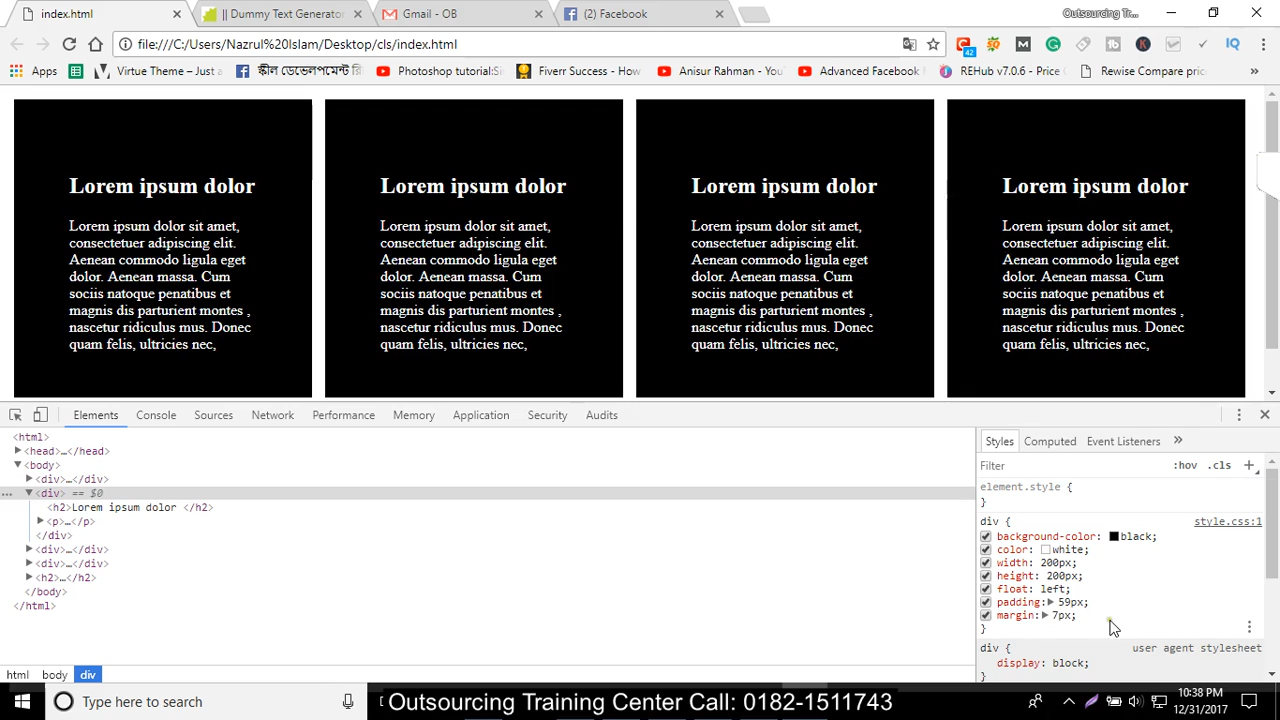 index.html
|| Dummy Text Generator
Gmail - OB
(2) Facebook
Outsourcing Tr...
file:///C:/Users/Nazrul%20Islam/Desktop/cls/index.html
42
IQ
Apps
Virtue Theme– Just a
স্কীল ডেভেলপমেন্ট
Photoshop tutorial:S
Fiverr Success - How
Anisur Rahman - You
Advanced Facebook
REHub v7.0.6 - Price C
Rewise Compare pric
»
Lorem ipsum dolor
Lorem ipsum dolor sit amet,
consectetuer adipiscing elit.
Aenean commodo ligula eget
dolor. Aenean massa. Cum
sociis natoque penatibus et
magnis dis parturient montes ,
nascetur ridiculus mus. Donec
quam felis, ultricies nec,
Lorem ipsum dolor
Lorem ipsum dolor sit amet,
consectetuer adipiscing elit.
Aenean commodo ligula eget
dolor. Aenean massa. Cum
sociis natoque penatibus et
magnis dis parturient montes ,
nascetur ridiculus mus. Donec
quam felis, ultricies nec,
Lorem ipsum dolor
Lorem ipsum dolor sit amet,
consectetuer adipiscing elit.
Aenean commodo ligula eget
dolor. Aenean massa. Cum
sociis natoque penatibus et
magnis dis parturient montes ,
nascetur ridiculus mus. Donec
quam felis, ultricies nec,
Lorem ipsum dolor
Lorem ipsum dolor sit amet,
consectetuer adipiscing elit.
Aenean commodo ligula eget
dolor. Aenean massa. Cum
sociis natoque penatibus et
magnis dis parturient montes ,
nascetur ridiculus mus. Donec
quam felis, ultricies nec,
Elements Console Sources Network Performance Memory Application Security Audits
<html>
<head>…</head>
<body>
<div>…</div>
... <div> == $0
<h2>Lorem ipsum dolor </h2>
<p>…</p>
</div>
<div>…</div>
<div>…</div>
<h2>…</h2>
</body>
</html>
html body div
Styles Computed Event Listeners »
Filter :hov .cls +
element.style {
}
div { style.css:1
background-color: black;
color: white;
width: 200px;
height: 200px;
float: left;
padding: 59px;
margin: 7px;
}
div { user agent stylesheet
display: block;
}
Type here to search
Outsourcing Training Center Call: 0182-1511743
10:38 PM
12/31/2017